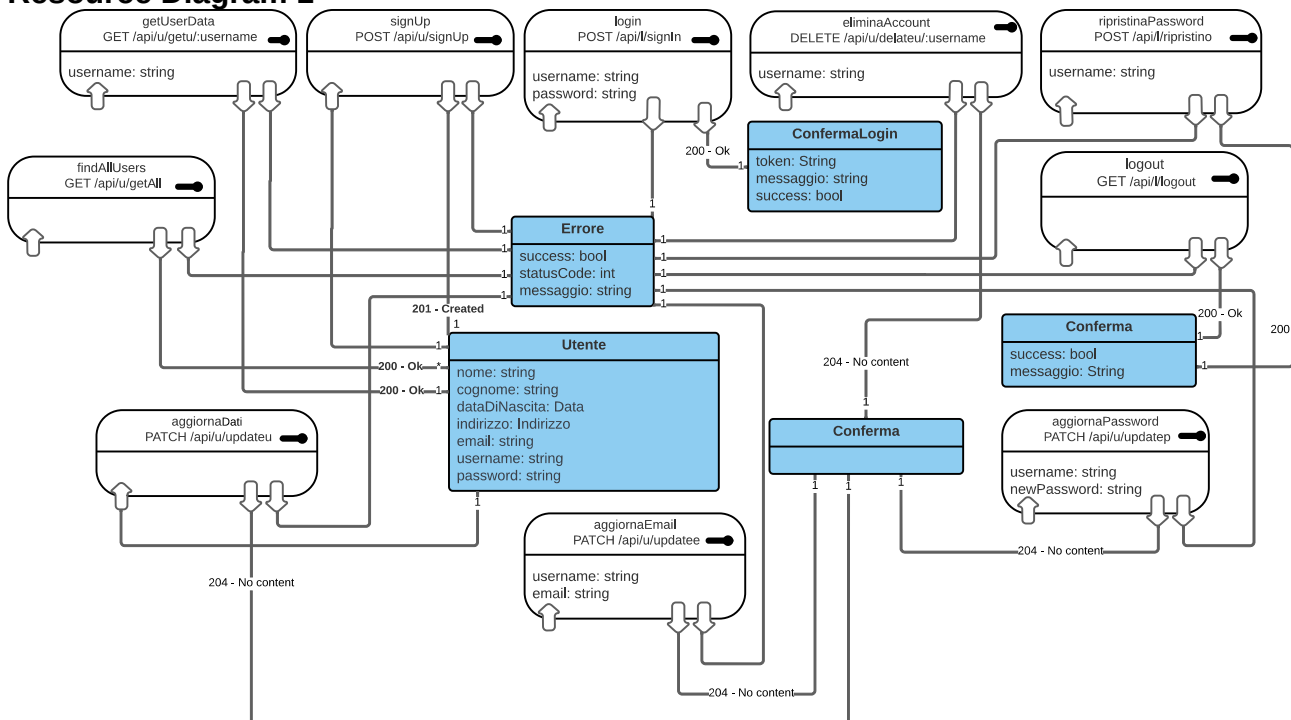 Resource Diagram 2
getUserData
GET /api/u/getu/:username
username: string
signUp
POST /api/u/signUp
login
POST /api/l/signIn
username: string
password: string
eliminaAccount
DELETE /api/u/delateu/:username
username: string
ripristinaPassword
POST /api/l/ripristino
username: string
ConfermaLogin
token: String
messaggio: string
success: bool
200 - Ok
1
findAllUsers
GET /api/u/getAll
logout
GET /api/l/logout
1
Errore
success: bool
statusCode: int
messaggio: string
1
1
1
1
1
1
1
1
1
201 - Created
1
Utente
nome: string
cognome: string
dataDiNascita: Data
indirizzo: Indirizzo
email: string
username: string
password: string
1
200 - Ok
*
200 - Ok
1
1
200 - Ok
200
Conferma
success: bool
messaggio: String
1
1
204 - No content
1
Conferma
1
1
1
aggiornaDati
PATCH /api/u/updateu
aggiornaPassword
PATCH /api/u/updatep
username: string
newPassword: string
aggiornaEmail
PATCH /api/u/updatee
username: string
email: string
204 - No content
204 - No content
204 - No content